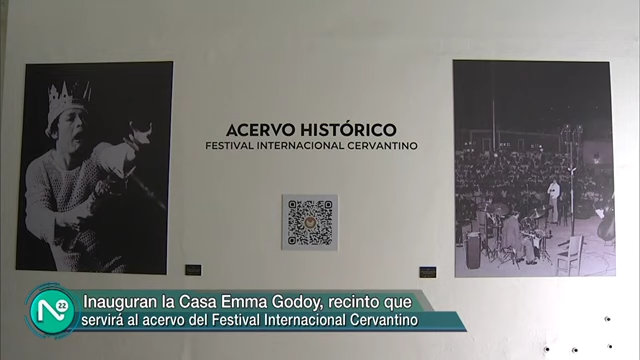 ACERVO HISTÓRICO
FESTIVAL INTERNACIONAL CERVANTINO
N 22
Inauguran la Casa Emma Godoy, recinto que
servirá al acervo del Festival Internacional Cervantino